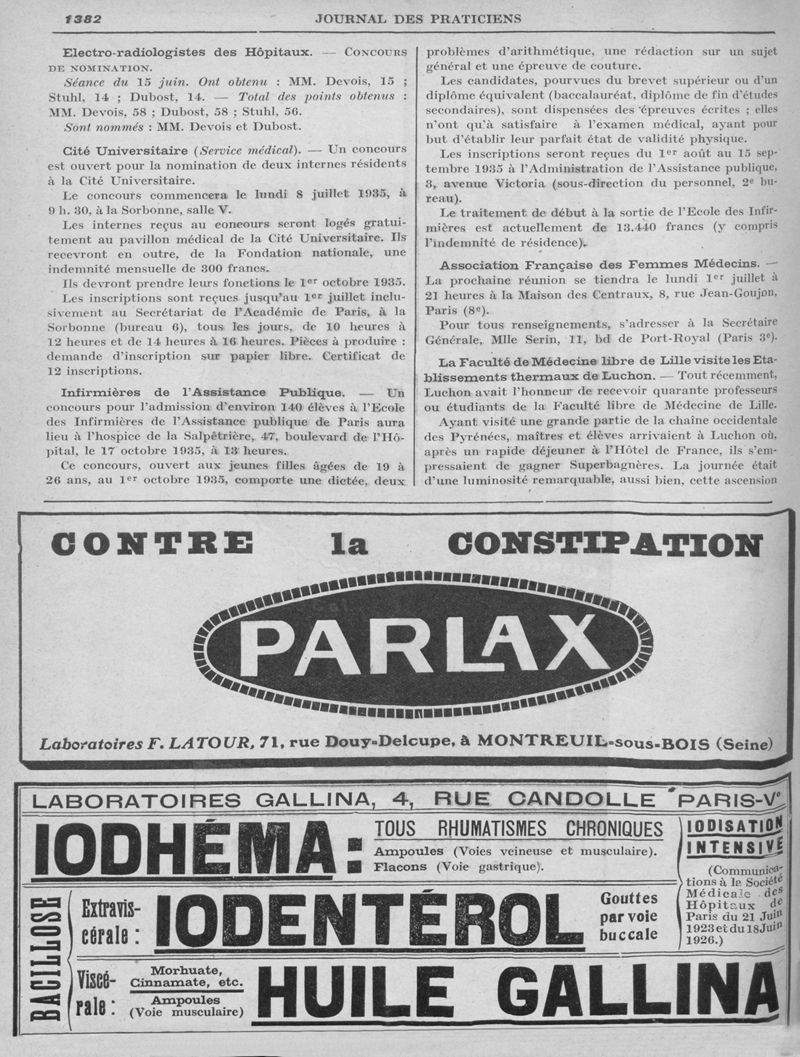 1382
JOURNAL DES PRATICIENS
Electro-radiologistes des Hôpitaux. — CONCOURS
DE NOMINATION.
Séance du 15 juin. Ont obtenu : MM. Devois, 15 ;
Stuhl, 14 ; Dubost, 14. — Total des points obtenus :
MM. Devois, 58 ; Dubost, 58 ; Stuhl, 56.
Sont nommés : MM. Devois et Dubost.
Cité Universitaire (Service médical). — Un concours
est ouvert pour la nomination de deux internes résidents
à la Cité Universitaire.
Le concours commencera le lundi 8 juillet 1935, à
9 h. 30, à la Sorbonne, salle V.
Les internes reçus au eoncours seront logés gratui-
tement au pavillon médical de la Cité Universitaire. Ils
recevront en outre, de la Fondation nationale, une
indemnité mensuelle de 300 francs.
Ils devront prendre leurs fonctions le 1er octobre 1935.
Les inscriptions sont reçues jusqu'au 1er juillet inclu-
sivement au Secrétariat de l'Académie de Paris, à la
Sorbonne (bureau 6), tous les jours, de 10 heures à
12 heures et de 14 heures à 16 heures. Pièces à produire :
demande d'inscription sur papier libre. Certificat de
12 inscriptions.
Infirmières de l'Assistance Publique. — Un
concours pour l'admission d'environ 140 élèves à l'Ecole
des Infirmières de l'Assistance publique de Paris aura
lieu à l'hospice de la Salpêtrière, 47, boulevard de l'Hô-
pital, le 17 octobre 1935, à 13 heures.
Ce concours, ouvert aux jeunes filles âgées de 19 à
26 ans, au 1er octobre 1935, comporte une dictée, deux
problèmes d'arithmétique, une rédaction sur un sujet
général et une épreuve de couture.
Les candidates, pourvues du brevet supérieur ou d'un
diplôme équivalent (baccalauréat, diplôme de fin d'études
secondaires), sont dispensées des épreuves écrites ; elles
n'ont qu'à satisfaire à l'examen médical, ayant pour
but d'établir leur parfait état de validité physique.
Les inscriptions seront reçues du 1er août au 15 sep-
tembre 1935 à l'Administration de l'Assistance publique,
3, avenue Victoria (sous-direction du personnel, 2e bu-
reau).
Le traitement de début à la sortie de l'Ecole des Infir-
mières est actuellement de 13.440 francs (y compris
l'indemnité de résidence).
Association Française des Femmes Médecins. —
La prochaine réunion se tiendra le lundi 1er juillet à
21 heures à la Maison des Centraux, 8, rue Jean-Goujon,
Paris (8e).
Pour tous renseignements, s'adresser à la Secrétaire
Générale, Mlle Serin, 11, bd de Port-Royal (Paris 3e).
La Faculté de Médecine libre de Lille visite les Eta-
blissements thermaux de Luchon. — Tout récemment,
Luchon avait l'honneur de recevoir quarante professeurs
ou étudiants de la Faculté libre de Médecine de Lille.
Ayant visité une grande partie de la chaîne occidentale
des Pyrénées, maîtres et élèves arrivaient à Luchon où,
après un rapide déjeuner à l'Hôtel de France, ils s'em-
pressaient de gagner Superbagnères. La journée était
d'une luminosité remarquable, aussi bien, cette ascension
CONTRE la CONSTIPATION
PARLAX
Laboratoires F. LATOUR, 71, rue Douy-Delcupe, à MONTREUIL-sous-BOIS (Seine)
LABORATOIRES GALLINA, 4, RUE CANDOLLE PARIS-Ve
IODHÉMA :
TOUS RHUMATISMES CHRONIQUES
Ampoules (Voies veineuse et musculaire).
Flacons (Voie gastrique).
IODISATION
INTENSIVE
(Communica-
tions à la Société
Médicale des
Hôpitaux de
Paris du 21 Juin
1923 et du 18 Juin
1926.)
BACILLOSE
Extravis-
cérale :
IODENTÉROL
Gouttes
par voie
buccale
Viscé-
rale :
Morhuate,
Cinnamate, etc.
Ampoules
(Voie musculaire)
HUILE GALLINA